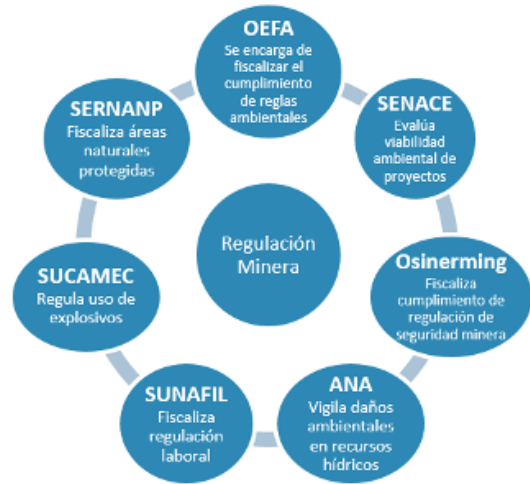 OEFA
Se encarga de
fiscalizar el
cumplimiento
de reglas
ambientales
SENACE
Evalúa
viabilidad
ambiental de
proyectos
Osinerming
Fiscaliza
cumplimiento de
regulación de
seguridad minera
ANA
Vigila daños
ambientales
en recursos
hídricos
SUNAFIL
Fiscaliza
regulación
laboral
SUCAMEC
Regula uso de
explosivos
SERNANP
Fiscaliza áreas
naturales
protegidas
Regulación
Minera